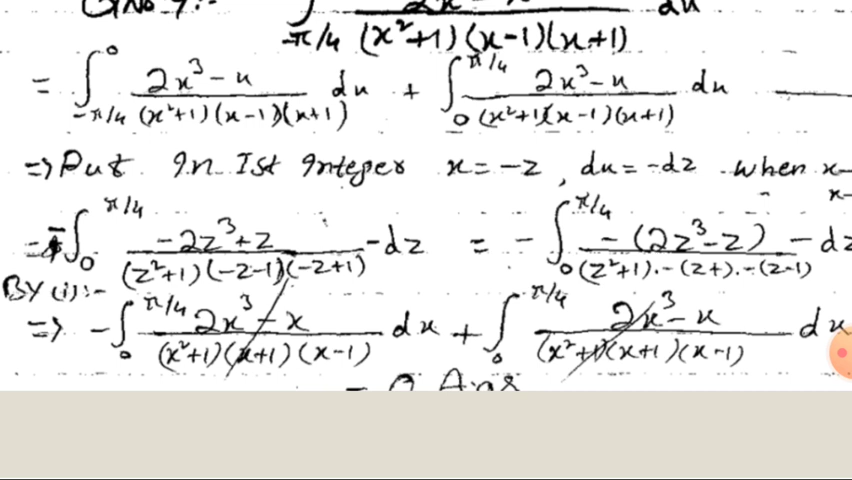 -π/4 (x²+1)(x-1)(x+1)
= ∫_{-π/4}^{0} (2x³-x)/((x²+1)(x-1)(x+1)) dx + ∫_{0}^{π/4} (2x³-x)/((x²+1)(x-1)(x+1)) dx
=> Put In Ist Integer x = -z , dx = -dz when x-
= -∫_{0}^{π/4} (-2z³+z)/((z²+1)(-z-1)(-z+1)) -dz = -∫_{0}^{π/4} (-(2z³-z))/((z²+1).-(z+).-(z-1)) -dz
BY (i):-
=> -∫_{0}^{π/4} (2x³-x)/((x²+1)(x+1)(x-1)) dx + ∫_{0}^{π/4} (2x³-x)/((x²+1)(x+1)(x-1)) dx
= 0 Ans